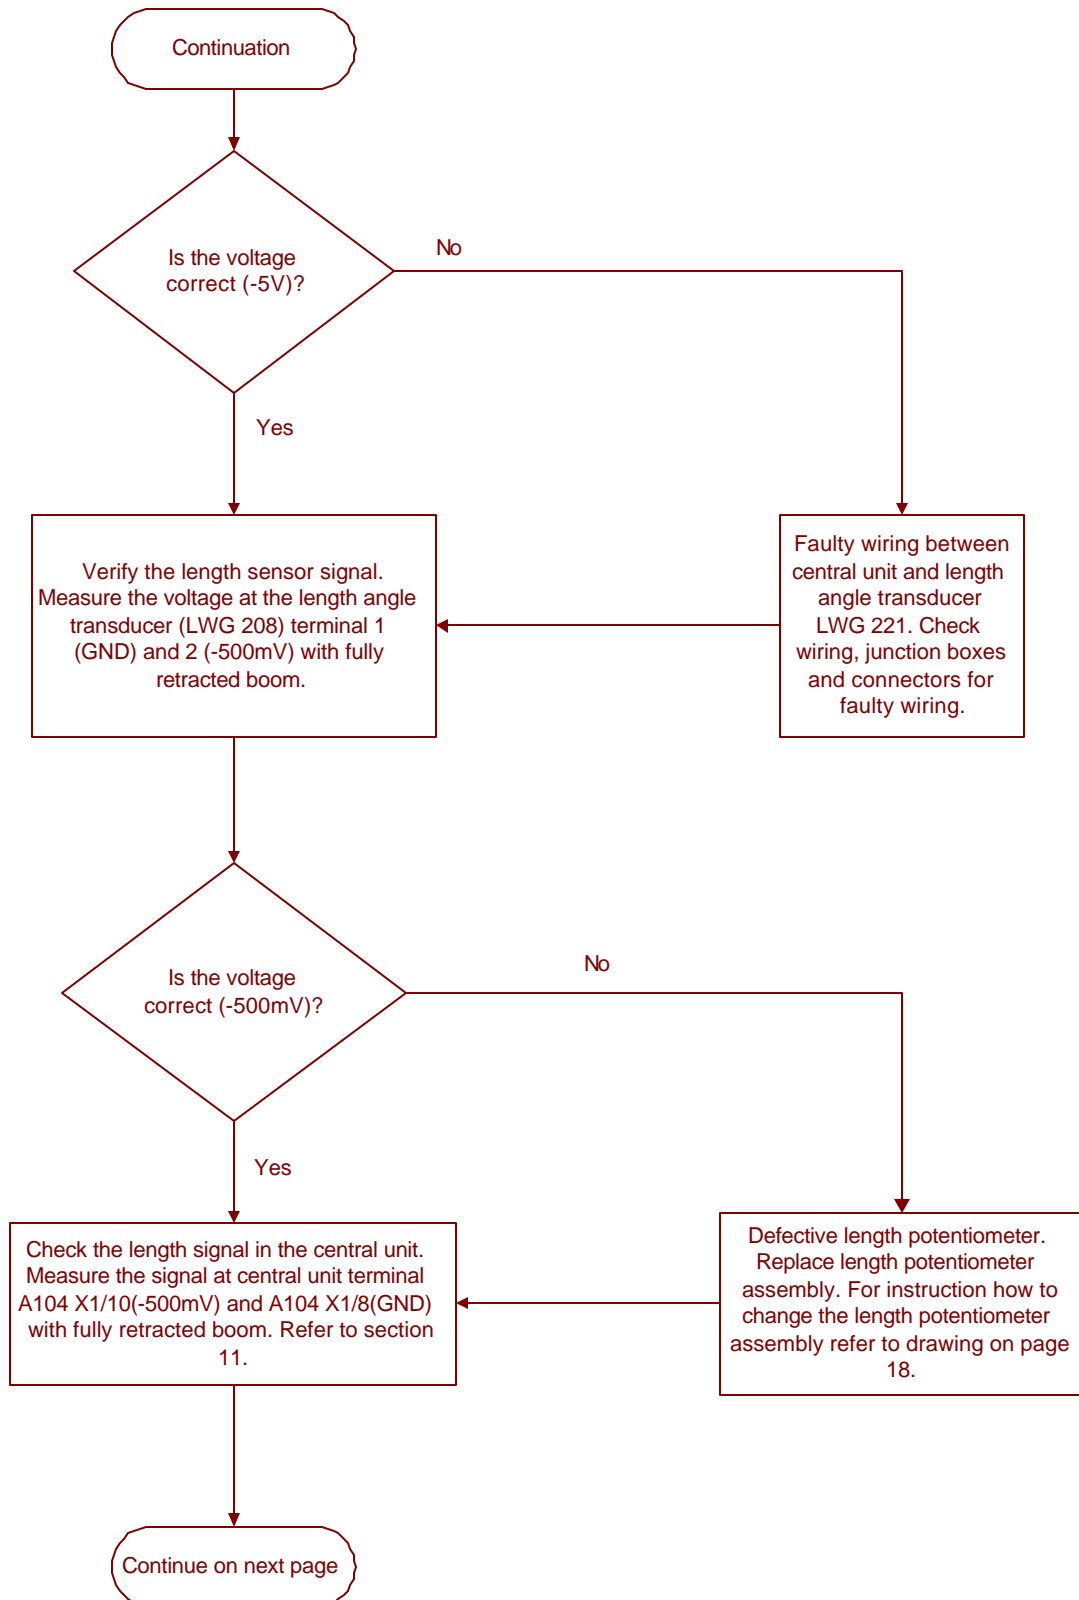 Continuation
Is the voltage
correct (-5V)?
No
Yes
Verify the length sensor signal.
Measure the voltage at the length angle
transducer (LWG 208) terminal 1
(GND) and 2 (-500mV) with fully
retracted boom.
Faulty wiring between
central unit and length
angle transducer
LWG 221. Check
wiring, junction boxes
and connectors for
faulty wiring.
Is the voltage
correct (-500mV)?
No
Yes
Check the length signal in the central unit.
Measure the signal at central unit terminal
A104 X1/10(-500mV) and A104 X1/8(GND)
with fully retracted boom. Refer to section
11.
Defective length potentiometer.
Replace length potentiometer
assembly. For instruction how to
change the length potentiometer
assembly refer to drawing on page
18.
Continue on next page